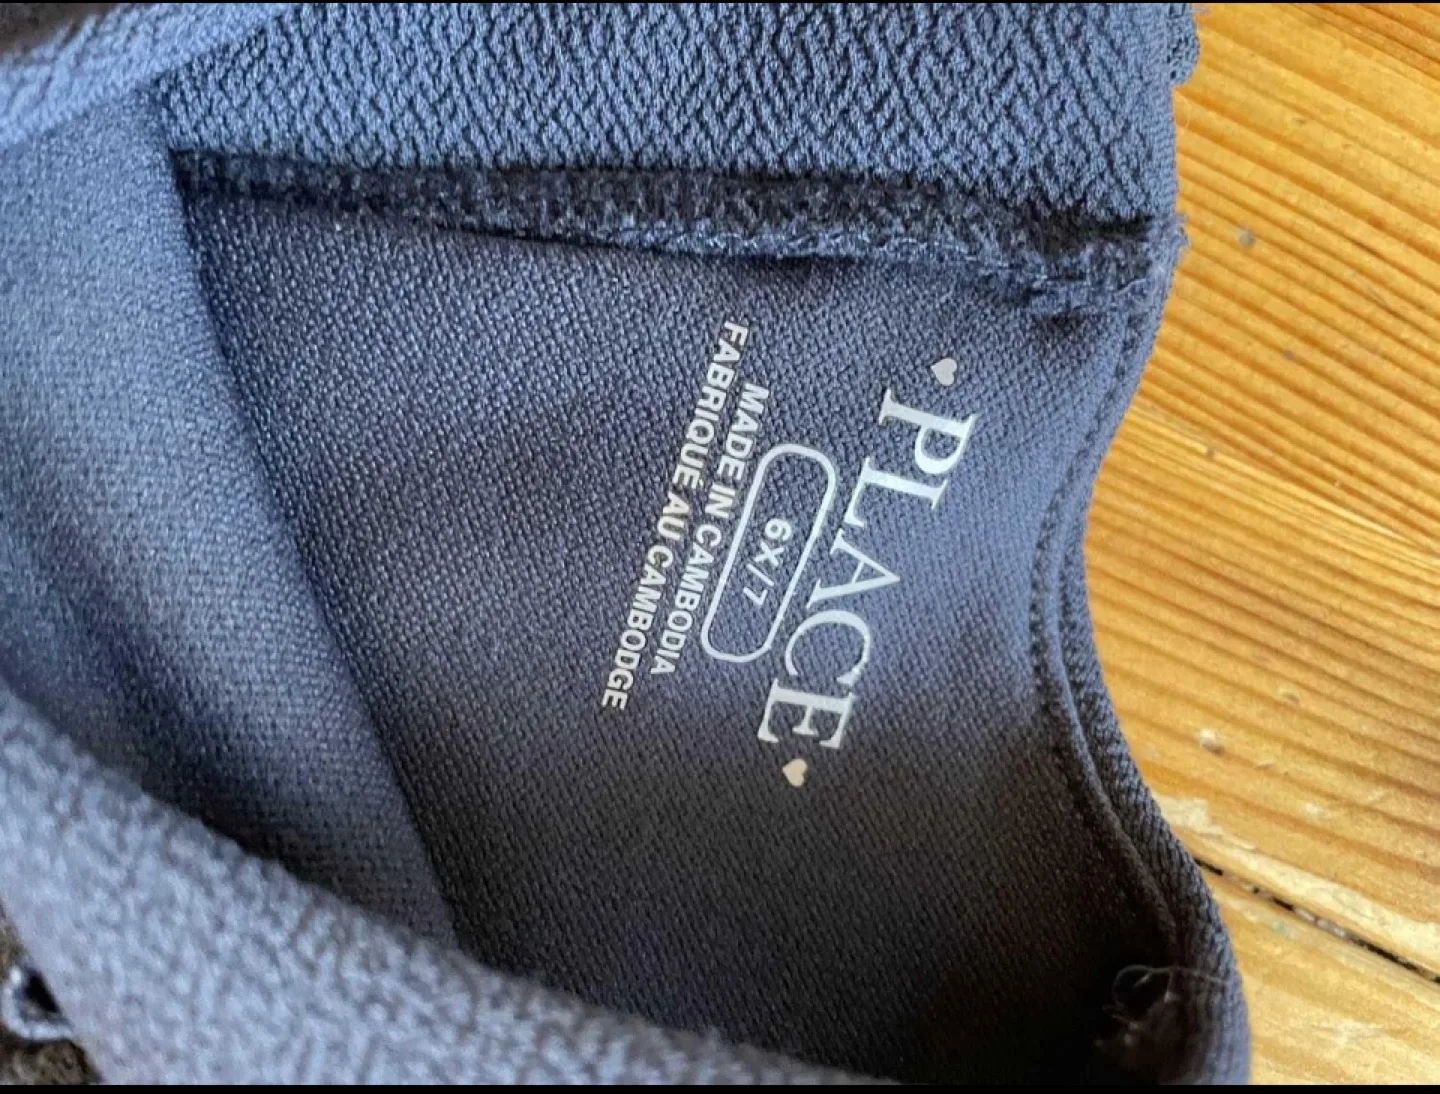 PLACE
6X/7
MADE IN CAMBODIA
FABRIQUE AU CAMBODGE